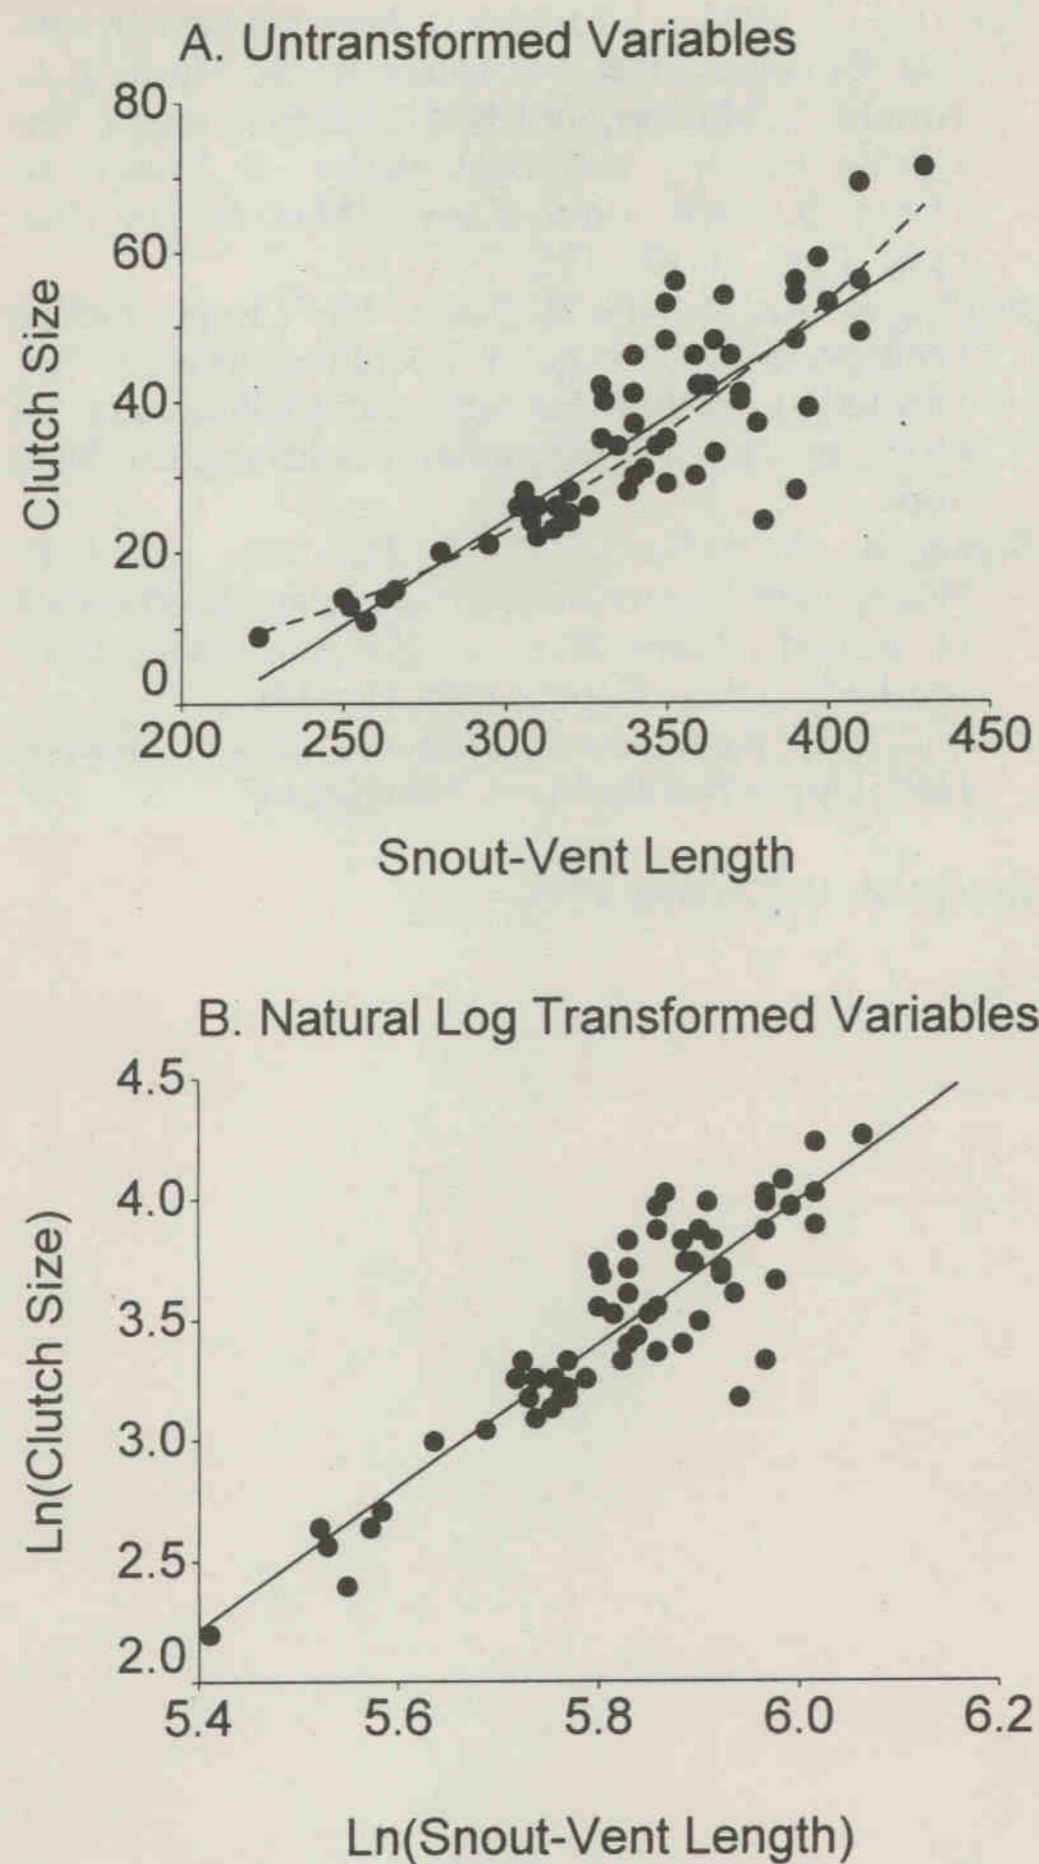 A. Untransformed Variables
80
60
40
20
0
Clutch Size
200 250 300 350 400 450
Snout-Vent Length
B. Natural Log Transformed Variables
4.5
4.0
3.5
3.0
2.5
2.0
Ln(Clutch Size)
5.4 5.6 5.8 6.0 6.2
Ln(Snout-Vent Length)